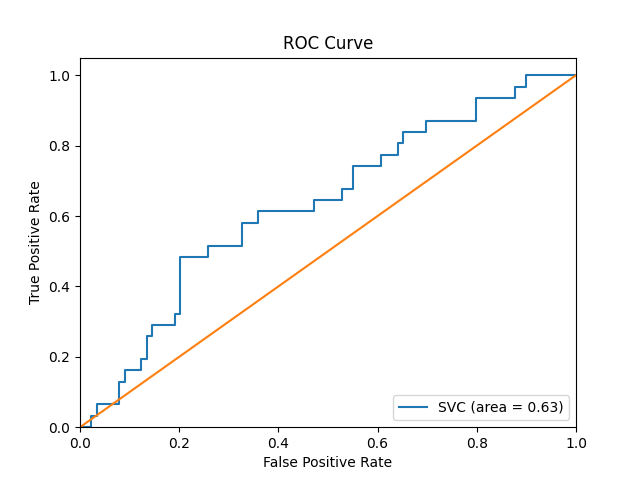 ROC Curve
True Positive Rate
1.0
0.8
0.6
0.4
0.2
0.0
SVC (area = 0.63)
0.0 0.2 0.4 0.6 0.8 1.0
False Positive Rate